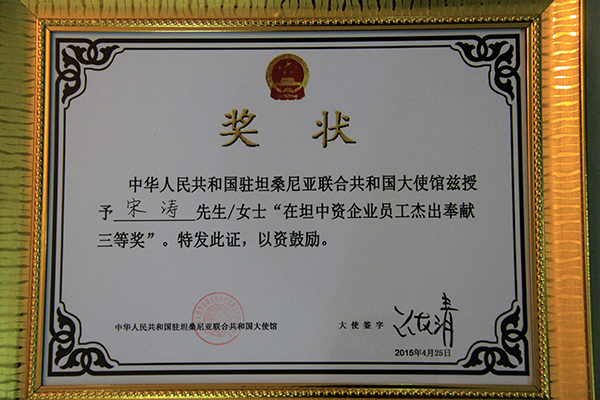 奖状
中华人民共和国驻坦桑尼亚联合共和国大使馆兹授
予 宋涛 先生/女士“在坦中资企业员工杰出奉献
三等奖”。特发此证，以资鼓励。
中华人民共和国驻坦桑尼亚联合共和国大使馆
大使签字
2015年4月25日